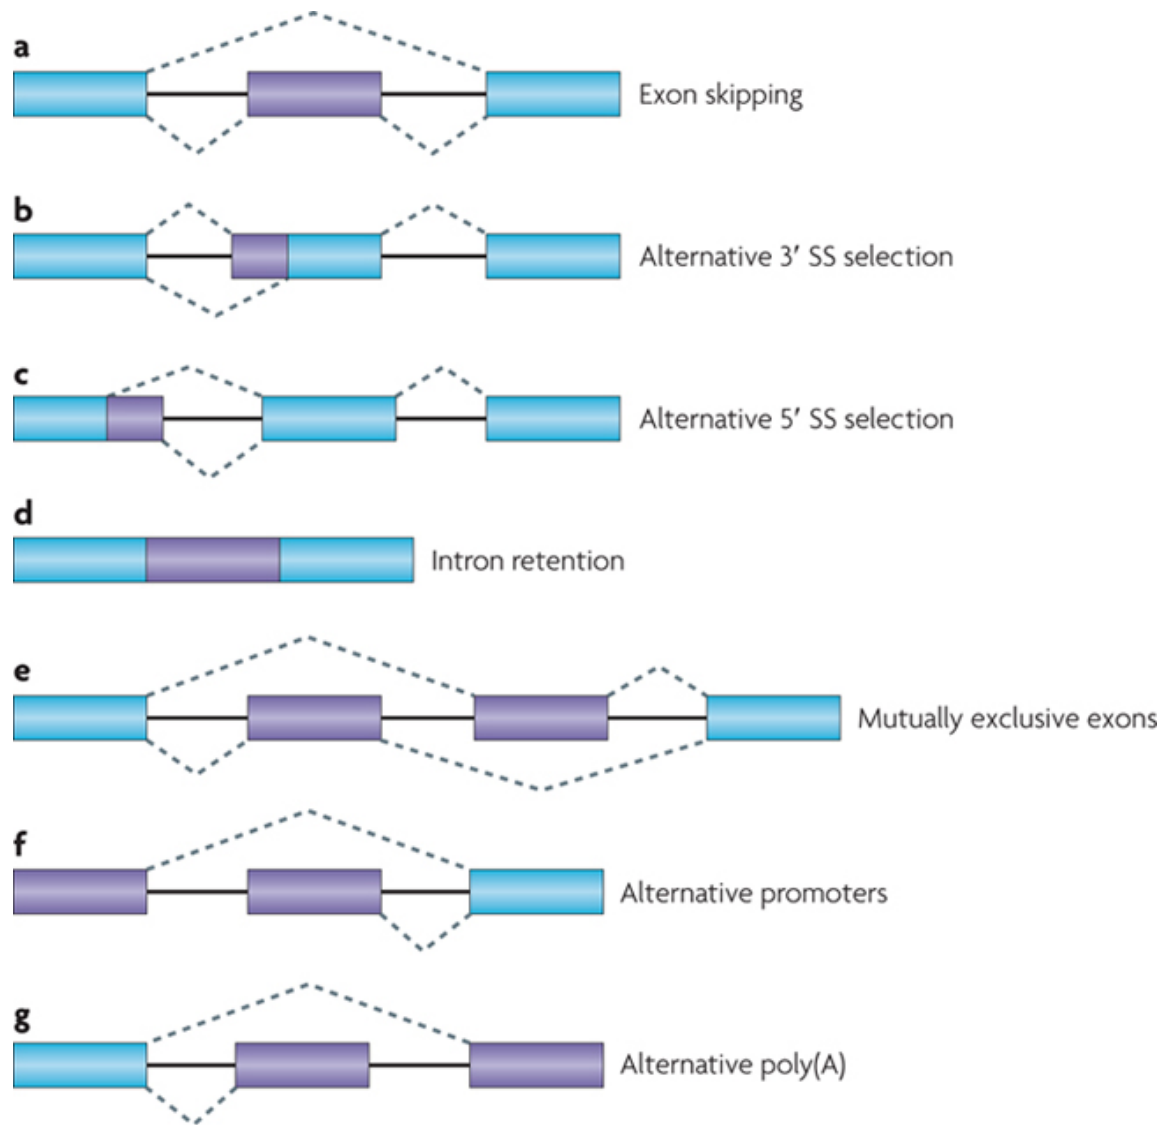 a
Exon skipping
b
Alternative 3′ SS selection
c
Alternative 5′ SS selection
d
Intron retention
e
Mutually exclusive exons
f
Alternative promoters
g
Alternative poly(A)